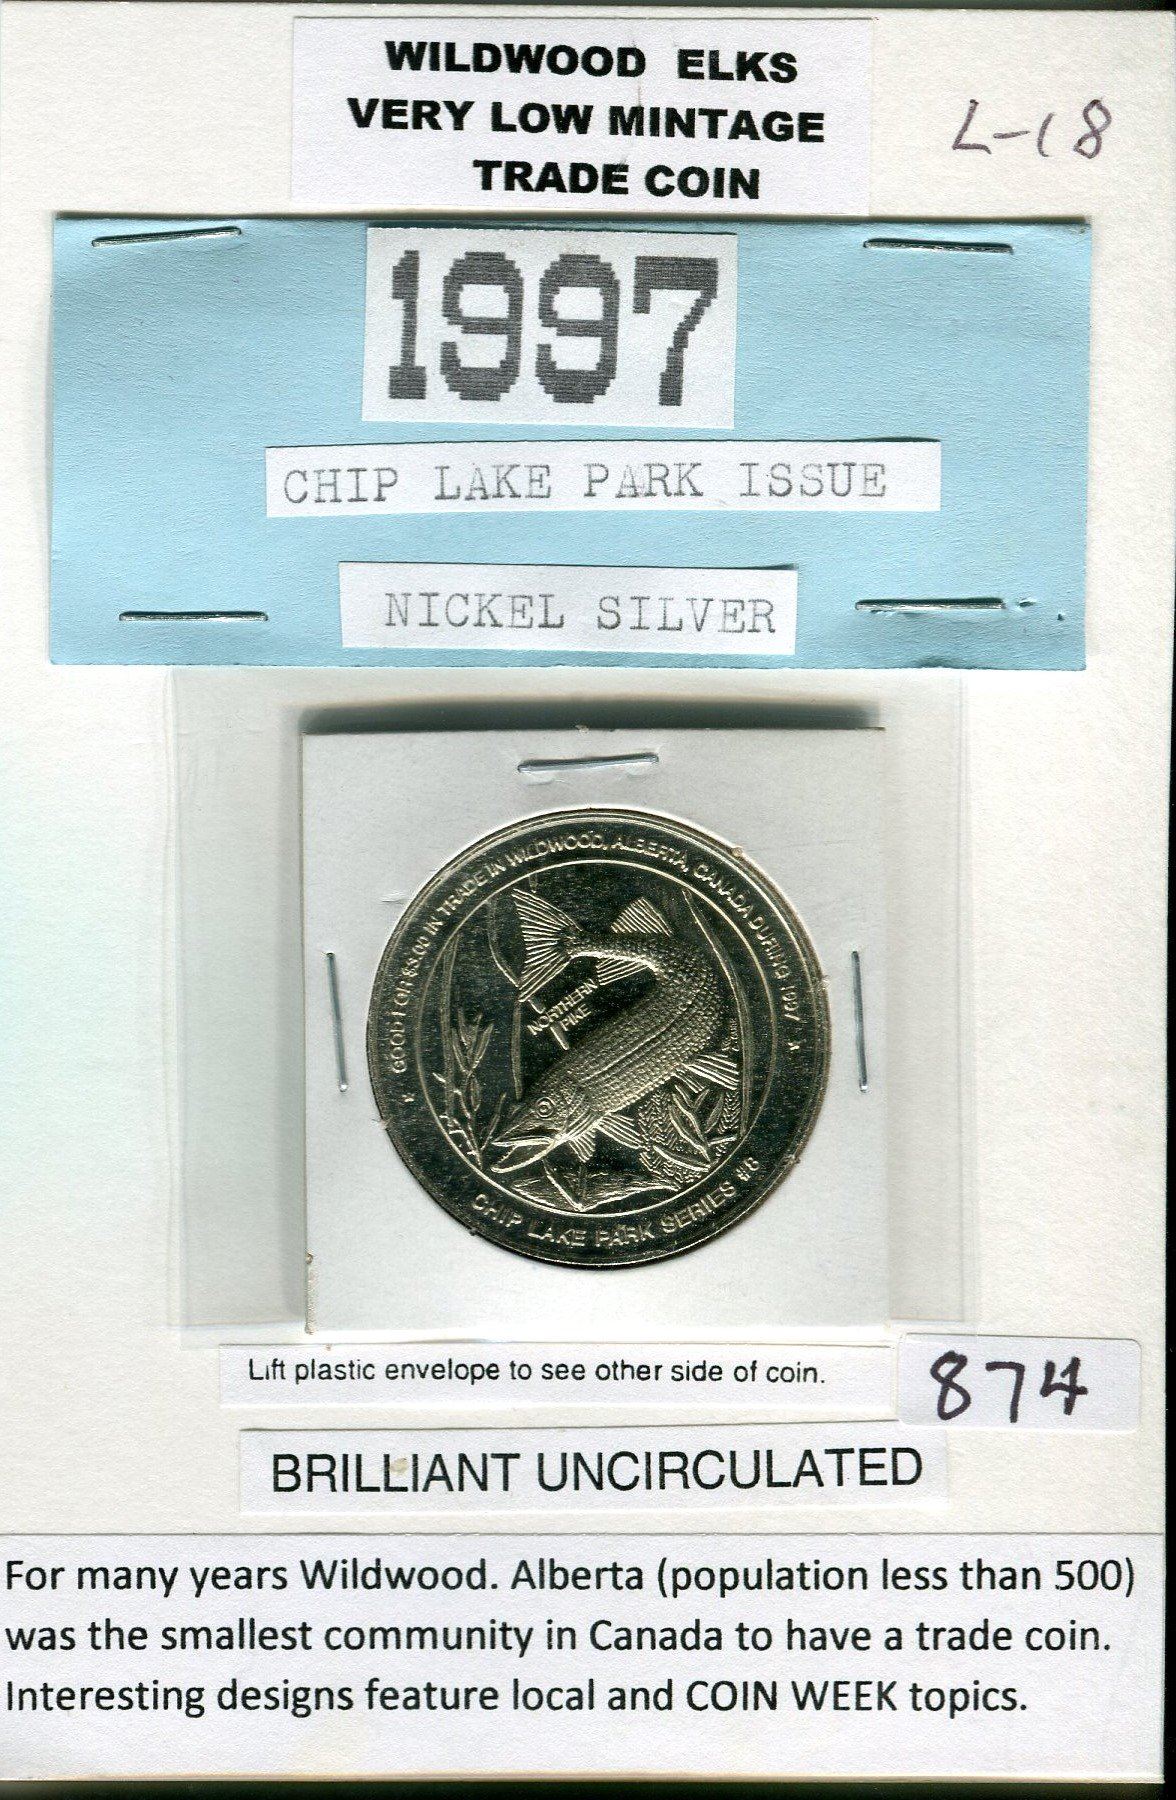 WILDWOOD ELKS
VERY LOW MINTAGE
TRADE COIN
L-18
1997
CHIP LAKE PARK ISSUE
NICKEL SILVER
GOOD FOR $3.00 IN TRADE IN WILDWOOD, ALBERTA, CANADA DURING 1997
NORTHERN
PIKE
CHIP LAKE PARK SERIES #6
Lift plastic envelope to see other side of coin.
874
BRILLIANT UNCIRCULATED
For many years Wildwood. Alberta (population less than 500)
was the smallest community in Canada to have a trade coin.
Interesting designs feature local and COIN WEEK topics.